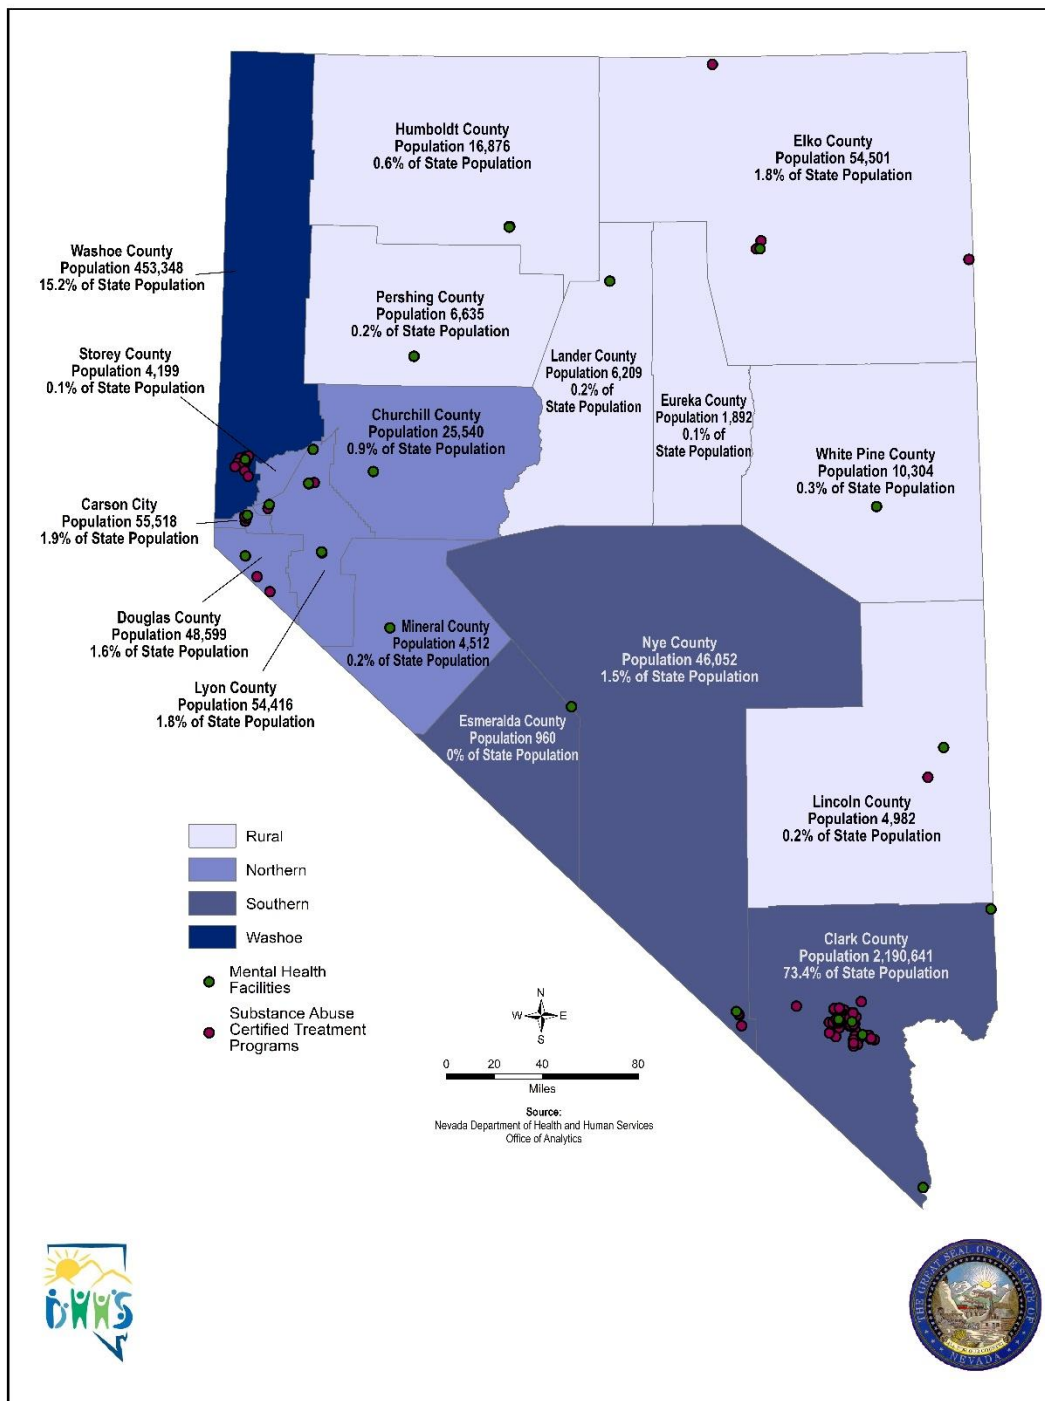 Humboldt County
Population 16,876
0.6% of State Population
Elko County
Population 54,501
1.8% of State Population
Washoe County
Population 453,348
15.2% of State Population
Pershing County
Population 6,635
0.2% of State Population
Storey County
Population 4,199
0.1% of State Population
Lander County
Population 6,209
0.2% of
State Population
Eureka County
Population 1,892
0.1% of
State Population
Churchill County
Population 25,540
0.9% of State Population
White Pine County
Population 10,304
0.3% of State Population
Carson City
Population 55,518
1.9% of State Population
Douglas County
Population 48,599
1.6% of State Population
Mineral County
Population 4,512
0.2% of State Population
Nye County
Population 46,052
1.5% of State Population
Lyon County
Population 54,416
1.8% of State Population
Esmeralda County
Population 960
0% of State Population
Lincoln County
Population 4,982
0.2% of State Population
Clark County
Population 2,190,641
73.4% of State Population
Rural
Northern
Southern
Washoe
Mental Health
Facilities
Substance Abuse
Certified Treatment
Programs
N
W E
S
0 20 40 80
Miles
Source:
Nevada Department of Health and Human Services
Office of Analytics
DHHS
THE GREAT SEAL OF THE STATE OF
NEVADA